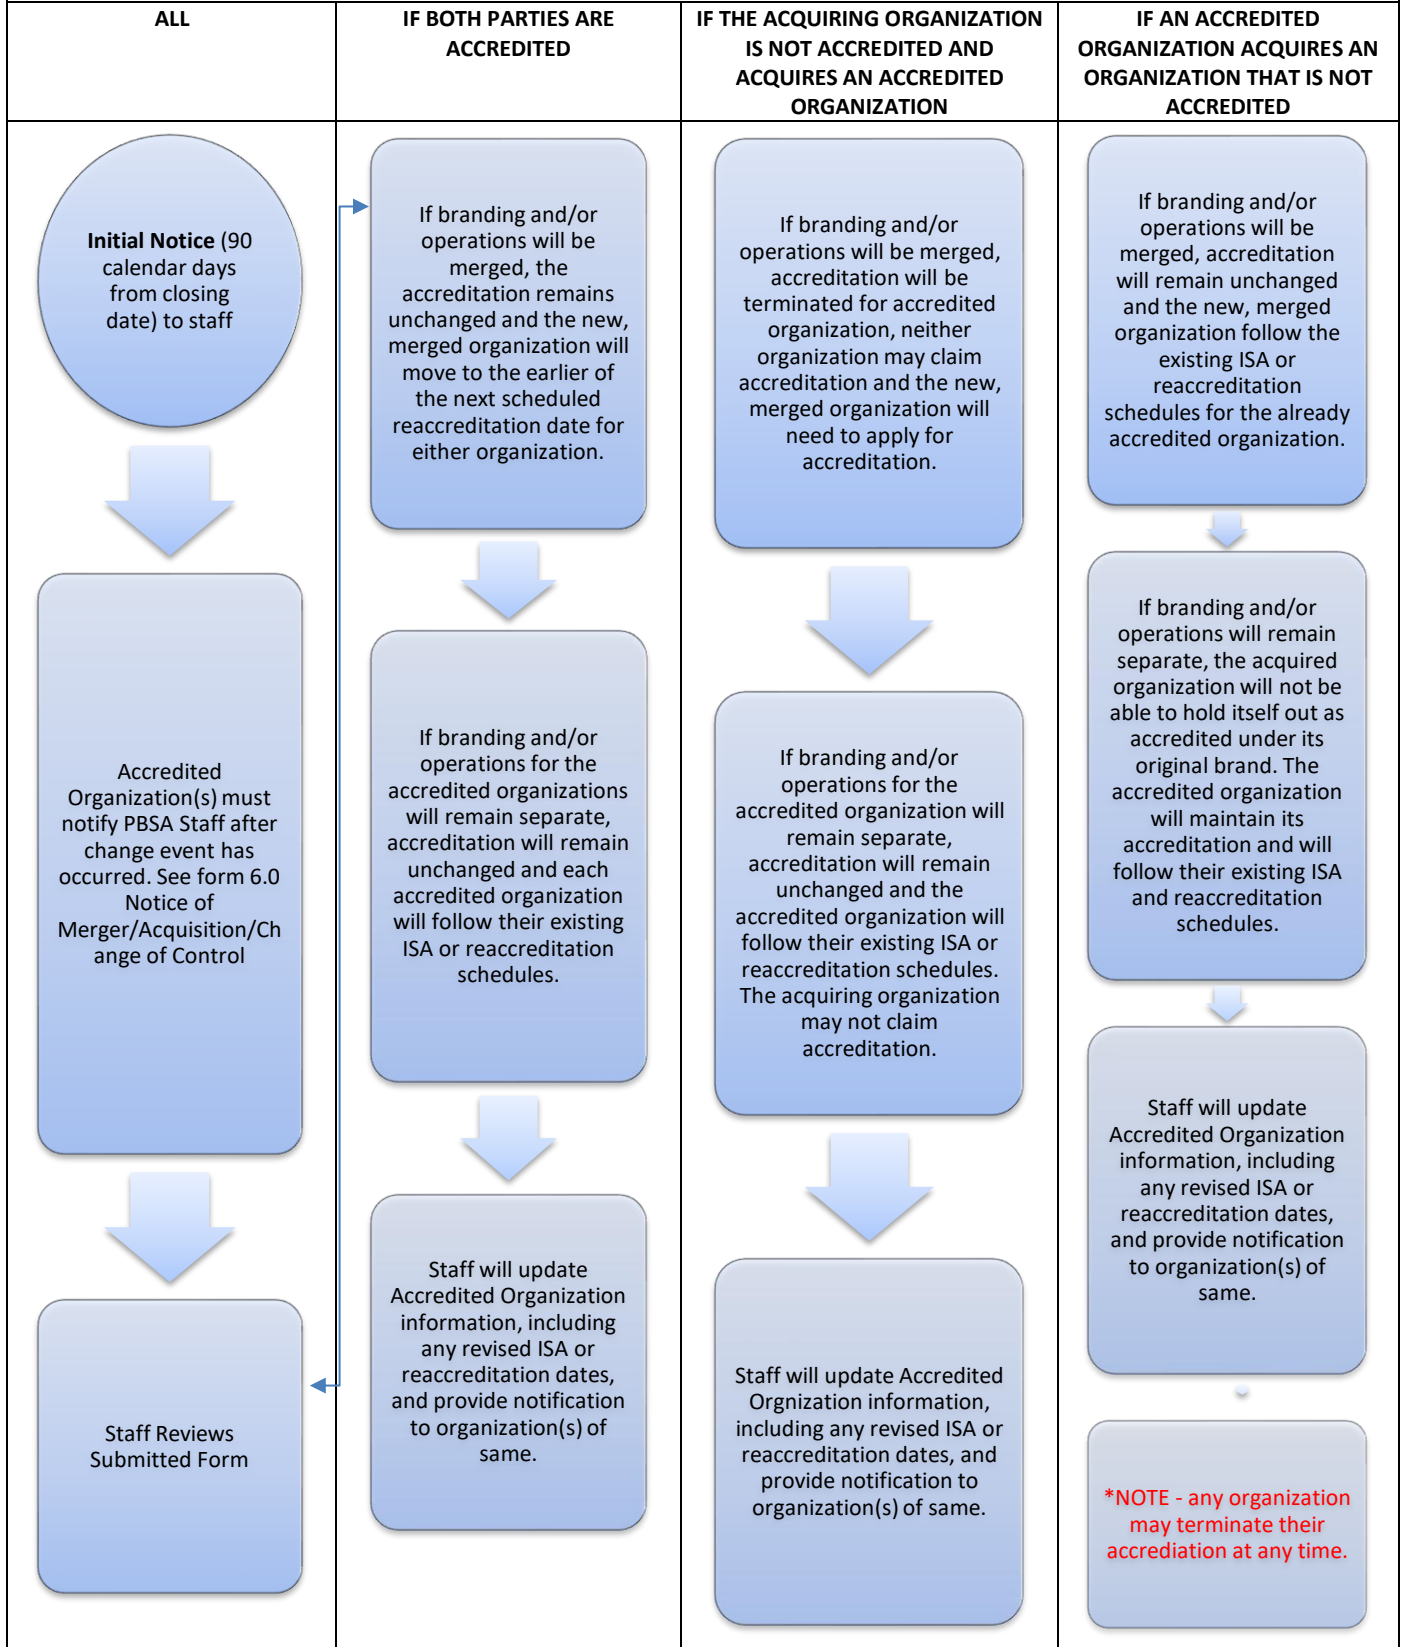 ALL
IF BOTH PARTIES ARE
ACCREDITED
IF THE ACQUIRING ORGANIZATION
IS NOT ACCREDITED AND
ACQUIRES AN ACCREDITED
ORGANIZATION
IF AN ACCREDITED
ORGANIZATION ACQUIRES AN
ORGANIZATION THAT IS NOT
ACCREDITED
Initial Notice (90
calendar days
from closing
date) to staff
Accredited
Organization(s) must
notify PBSA Staff after
change event has
occurred. See form 6.0
Notice of
Merger/Acquisition/Ch
ange of Control
Staff Reviews
Submitted Form
If branding and/or
operations will be
merged, the
accreditation remains
unchanged and the new,
merged organization will
move to the earlier of
the next scheduled
reaccreditation date for
either organization.
If branding and/or
operations for the
accredited organizations
will remain separate,
accreditation will remain
unchanged and each
accredited organization
will follow their existing
ISA or reaccreditation
schedules.
Staff will update
Accredited Organization
information, including
any revised ISA or
reaccreditation dates,
and provide notification
to organization(s) of
same.
If branding and/or
operations will be merged,
accreditation will be
terminated for accredited
organization, neither
organization may claim
accreditation and the new,
merged organization will
need to apply for
accreditation.
If branding and/or
operations for the
accredited organization will
remain separate,
accreditation will remain
unchanged and the
accredited organization will
follow their existing ISA or
reaccreditation schedules.
The acquiring organization
may not claim
accreditation.
Staff will update Accredited
Orgnization information,
including any revised ISA or
reaccreditation dates, and
provide notification to
organization(s) of same.
If branding and/or
operations will be
merged, accreditation
will remain unchanged
and the new, merged
organization follow the
existing ISA or
reaccreditation
schedules for the already
accredited organization.
If branding and/or
operations will remain
separate, the acquired
organization will not be
able to hold itself out as
accredited under its
original brand. The
accredited organization
will maintain its
accreditation and will
follow their existing ISA
and reaccreditation
schedules.
Staff will update
Accredited Organization
information, including
any revised ISA or
reaccreditation dates,
and provide notification
to organization(s) of
same.
*NOTE - any organization
may terminate their
accrediation at any time.